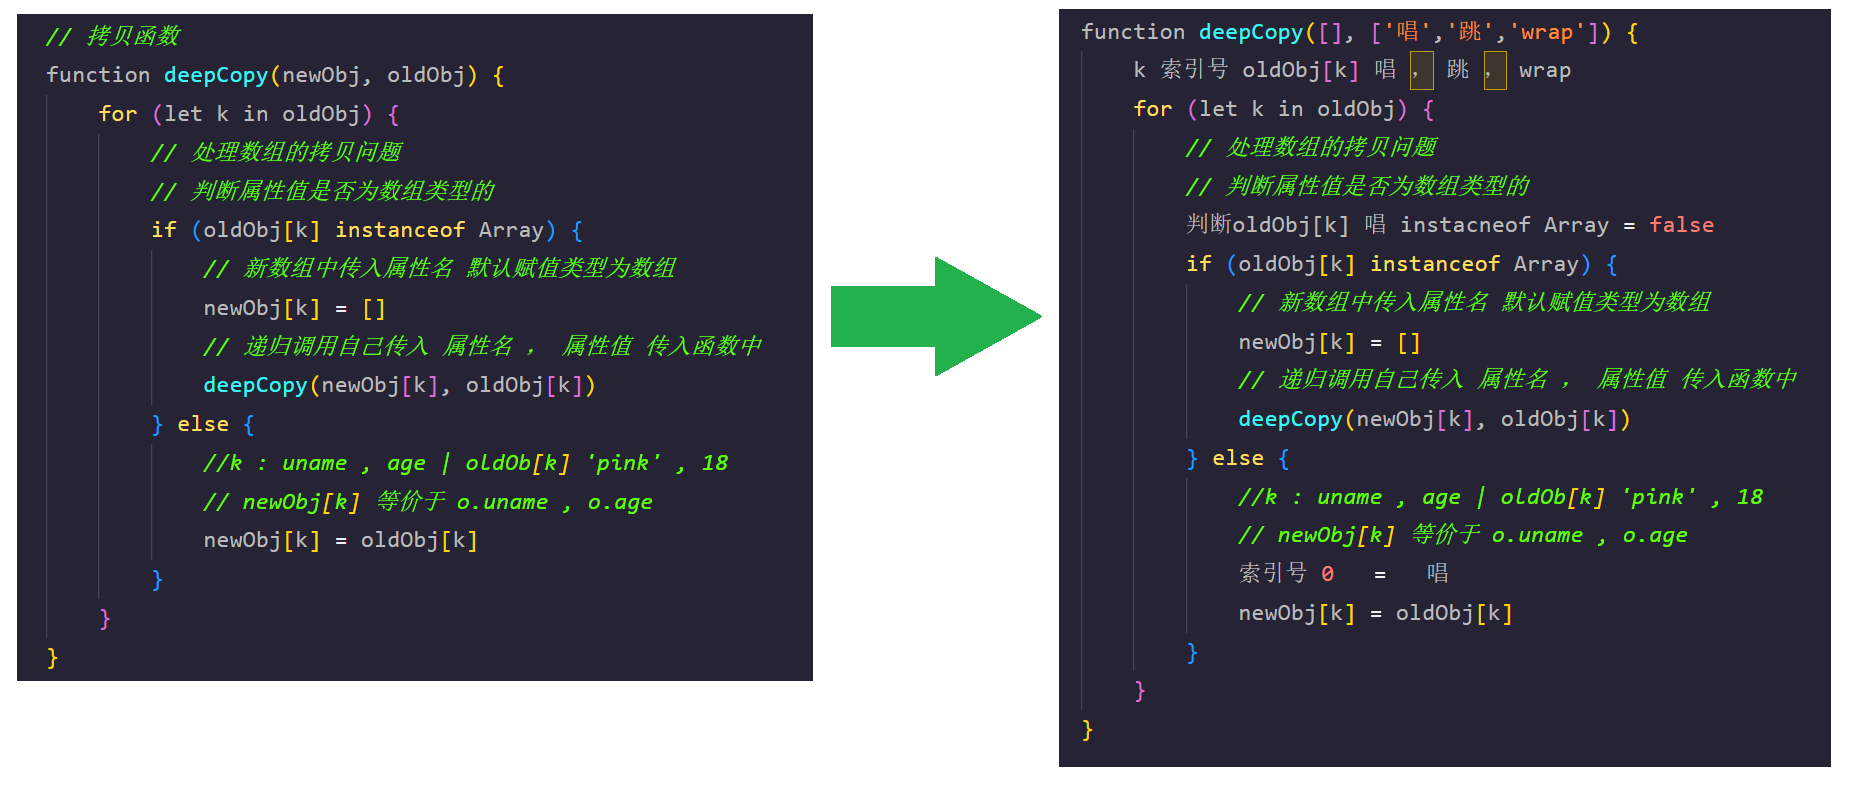 // 拷贝函数
function deepCopy(newObj, oldObj) {
for (let k in oldObj) {
// 处理数组的拷贝问题
// 判断属性值是否为数组类型的
if (oldObj[k] instanceof Array) {
// 新数组中传入属性名 默认赋值类型为数组
newObj[k] = []
// 递归调用自己传入 属性名 ， 属性值 传入函数中
deepCopy(newObj[k], oldObj[k])
} else {
//k : uname , age | oldOb[k] 'pink' , 18
// newObj[k] 等价于 o.uname , o.age
newObj[k] = oldObj[k]
}
}
}
function deepCopy([], ['唱','跳','wrap']) {
k 索引号 oldObj[k] 唱 ， 跳 ， wrap
for (let k in oldObj) {
// 处理数组的拷贝问题
// 判断属性值是否为数组类型的
判断oldObj[k] 唱 instacneof Array = false
if (oldObj[k] instanceof Array) {
// 新数组中传入属性名 默认赋值类型为数组
newObj[k] = []
// 递归调用自己传入 属性名 ， 属性值 传入函数中
deepCopy(newObj[k], oldObj[k])
} else {
//k : uname , age | oldOb[k] 'pink' , 18
// newObj[k] 等价于 o.uname , o.age
索引号 0 = 唱
newObj[k] = oldObj[k]
}
}
}